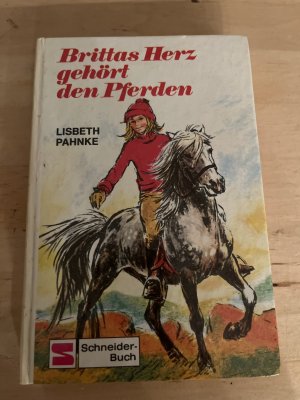 Brittas Herz
gehört
den Pferden
LISBETH
PAHNKE
Schneider-
Buch